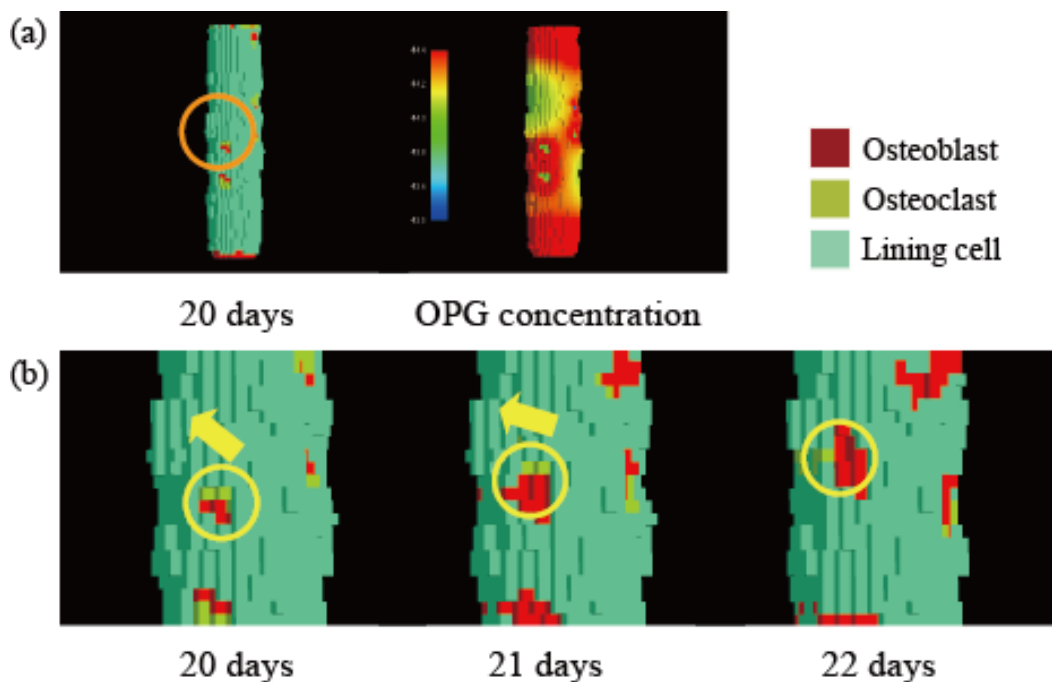 (a)
Osteoblast
Osteoclast
Lining cell
20 days
OPG concentration
(b)
20 days
21 days
22 days